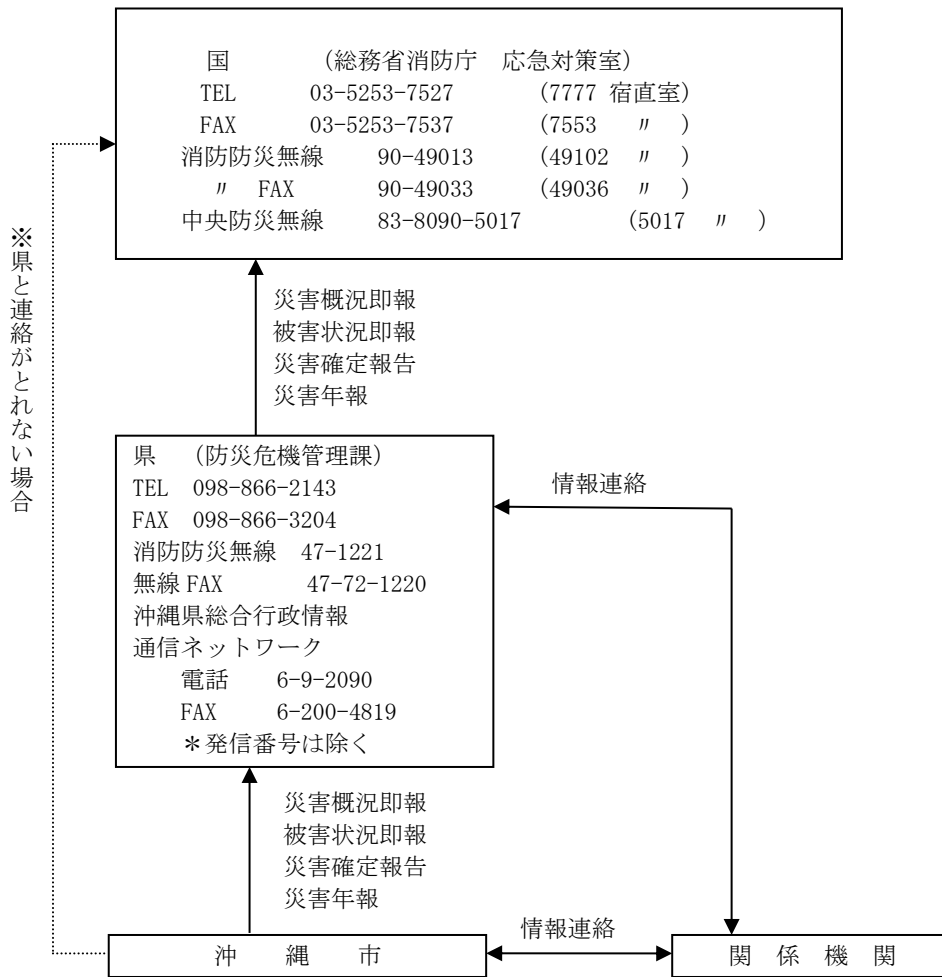 国　　　　（総務省消防庁　応急対策室）
TEL　　　03-5253-7527　　　（7777 宿直室）
FAX　　　03-5253-7537　　　（7553　〃　）
消防防災無線　　90-49013　　　（49102　〃　）
〃　FAX　　　90-49033　　　（49036　〃　）
中央防災無線　　83-8090-5017　　　　（5017　〃　）
※県と連絡がとれない場合
災害概況即報
被害状況即報
災害確定報告
災害年報
県　（防災危機管理課）
TEL　098-866-2143
FAX　098-866-3204
消防防災無線　47-1221
無線 FAX　　　47-72-1220
沖縄県総合行政情報
通信ネットワーク
電話　　6-9-2090
FAX　　6-200-4819
＊発信番号は除く
情報連絡
災害概況即報
被害状況即報
災害確定報告
災害年報
情報連絡
沖　縄　市
関　係　機　関